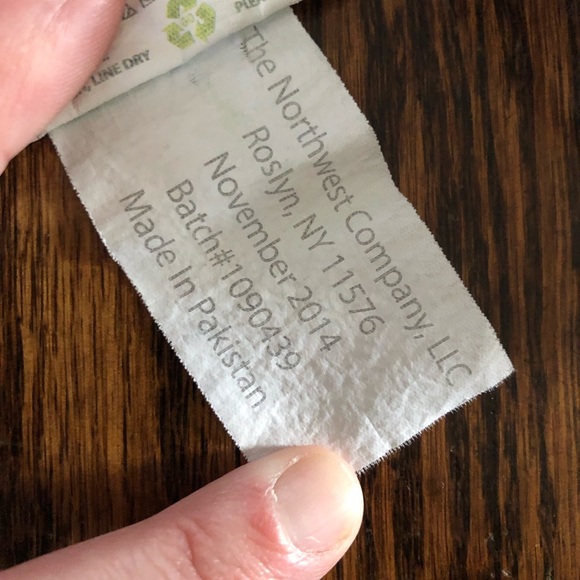 LINE DRY
The Northwest Company, LLC
Roslyn, NY 11576
November 2014
Batch#1090439
Made In Pakistan